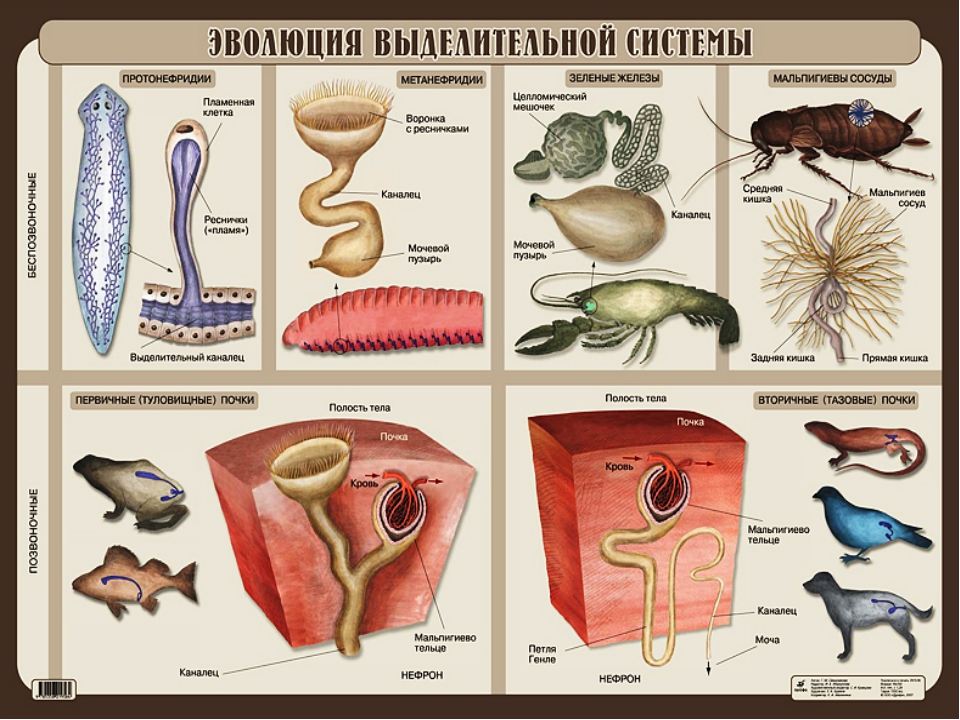 ЭВОЛЮЦИЯ ВЫДЕЛИТЕЛЬНОЙ СИСТЕМЫ
БЕСПОЗВОНОЧНЫЕ
ПРОТОНЕФРИДИИ
Пламенная
клетка
Реснички
(«пламя»)
Выделительный каналец
МЕТАНЕФРИДИИ
Воронка
с ресничками
Каналец
Мочевой
пузырь
ЗЕЛЕНЫЕ ЖЕЛЕЗЫ
Целломический
мешочек
Каналец
Мочевой
пузырь
МАЛЬПИГИЕВЫ СОСУДЫ
Средняя
кишка
Мальпигиев
сосуд
Задняя кишка
Прямая кишка
ПОЗВОНОЧНЫЕ
ПЕРВИЧНЫЕ (ТУЛОВИЩНЫЕ) ПОЧКИ
Полость тела
Почка
Кровь
Мальпигиево
тельце
Каналец
НЕФРОН
ВТОРИЧНЫЕ (ТАЗОВЫЕ) ПОЧКИ
Полость тела
Почка
Кровь
Мальпигиево
тельце
Каналец
Моча
Петля
Генле
НЕФРОН